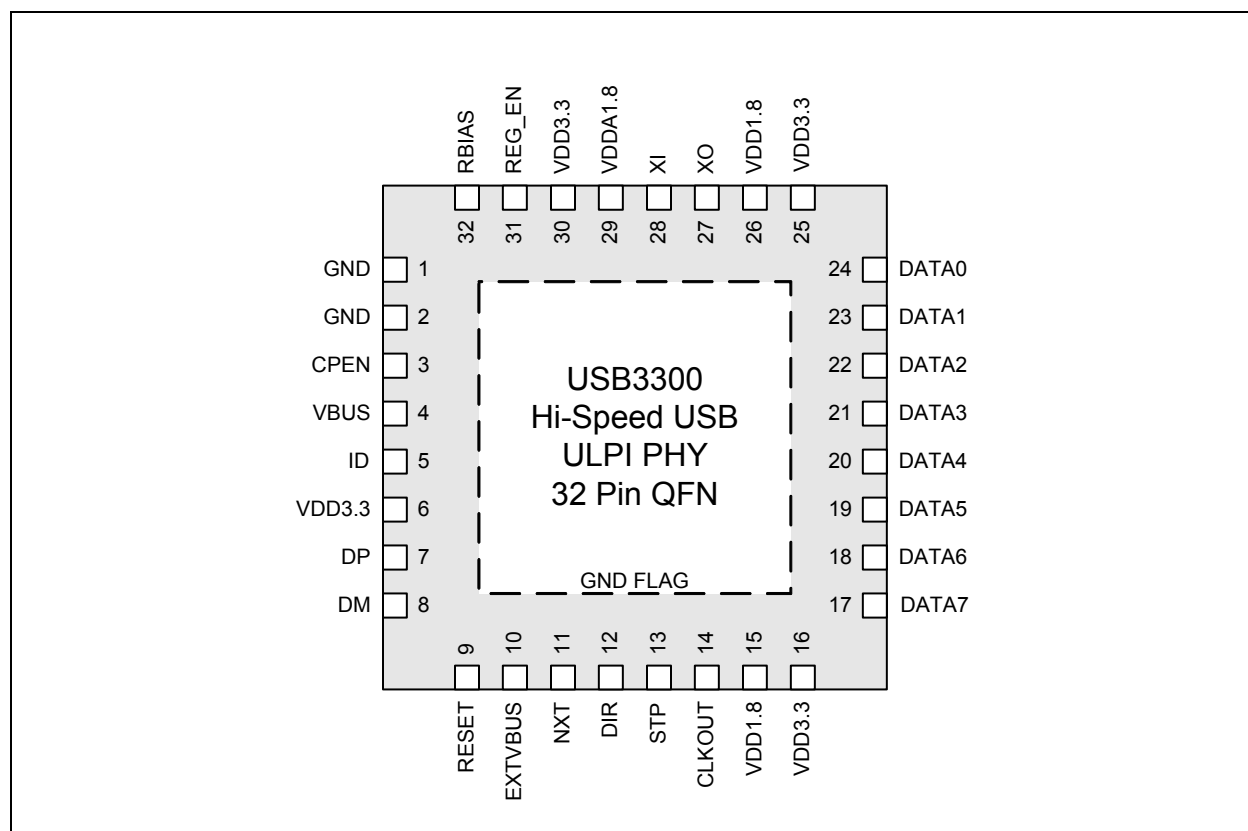 RBIAS
REG_EN
VDD3.3
VDDA1.8
XI
XO
VDD1.8
VDD3.3
32
31
30
29
28
27
26
25
GND 1
GND 2
CPEN 3
VBUS 4
ID 5
VDD3.3 6
DP 7
DM 8
USB3300
Hi-Speed USB
ULPI PHY
32 Pin QFN
GND FLAG
24 DATA0
23 DATA1
22 DATA2
21 DATA3
20 DATA4
19 DATA5
18 DATA6
17 DATA7
9
10
11
12
13
14
15
16
RESET
EXTVBUS
NXT
DIR
STP
CLKOUT
VDD1.8
VDD3.3